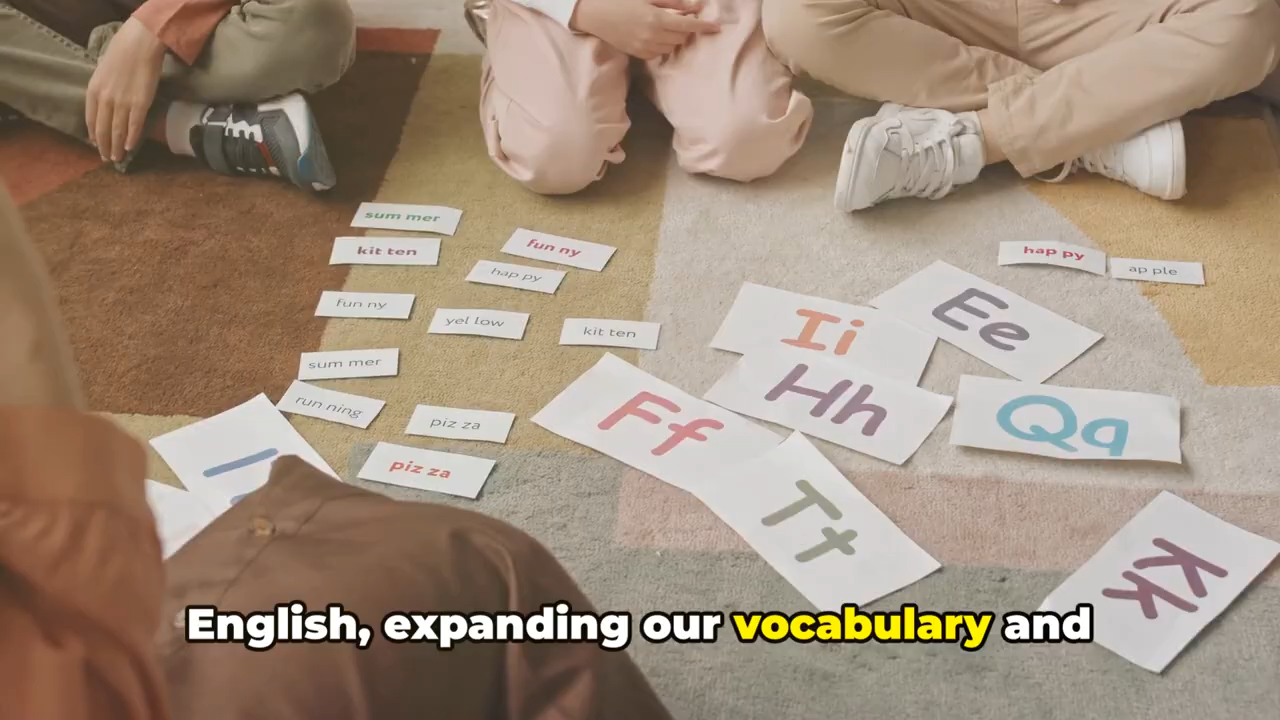 sum mer
kit ten
fun ny
hap py
hap py
ap ple
fun ny
yel low
kit ten
sum mer
run ning
piz za
piz za
Ee
Ii
Hh
Ff
Qq
Tt
Kk
English, expanding our vocabulary and